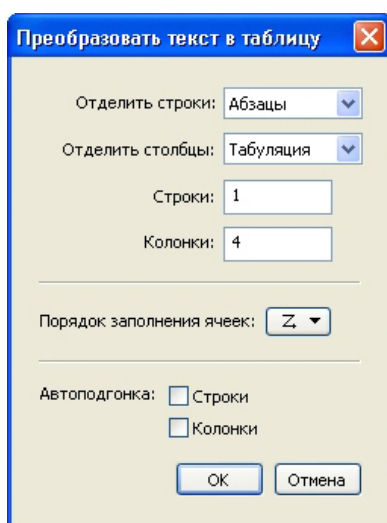 Преобразовать текст в таблицу
Отделить строки: Абзацы
Отделить столбцы: Табуляция
Строки: 1
Колонки: 4
Порядок заполнения ячеек:
Автоподгонка: Строки
Колонки
OK Отмена